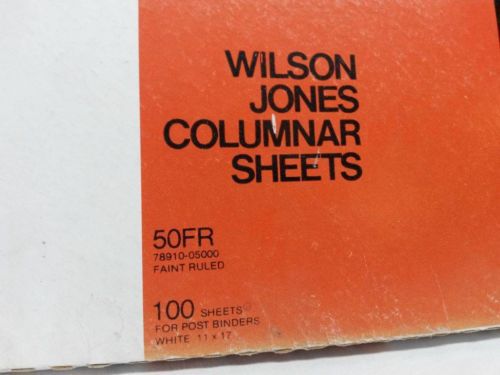 WILSON
JONES
COLUMNAR
SHEETS
50FR
78910-05000
FAINT RULED
100 SHEETS
FOR POST BINDERS
WHITE 11 x 17